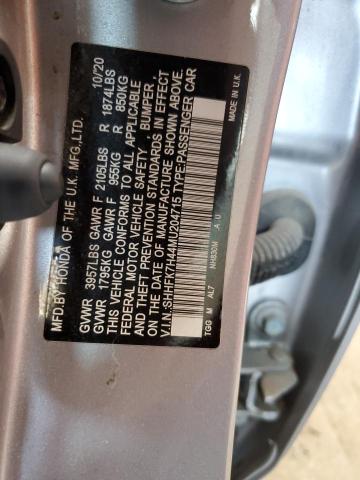 MFD.BY HONDA OF THE U.K. MFG.,LTD. 10/20
GVWR 3957LBS GAWR F 2105LBS R 1874LBS
GVWR 1795KG GAWR F 955KG R 850KG
THIS VEHICLE CONFORMS TO ALL APPLICABLE
FEDERAL MOTOR VEHICLE SAFETY , BUMPER ,
AND THEFT PREVENTION STANDARDS IN EFFECT
ON THE DATE OF MANUFACTURE SHOWN ABOVE.
V.I.N.:SHHFK7H44MU204715 TYPE:PASSENGER CAR
TGG M AL7 NH830M A U MADE IN U.K.